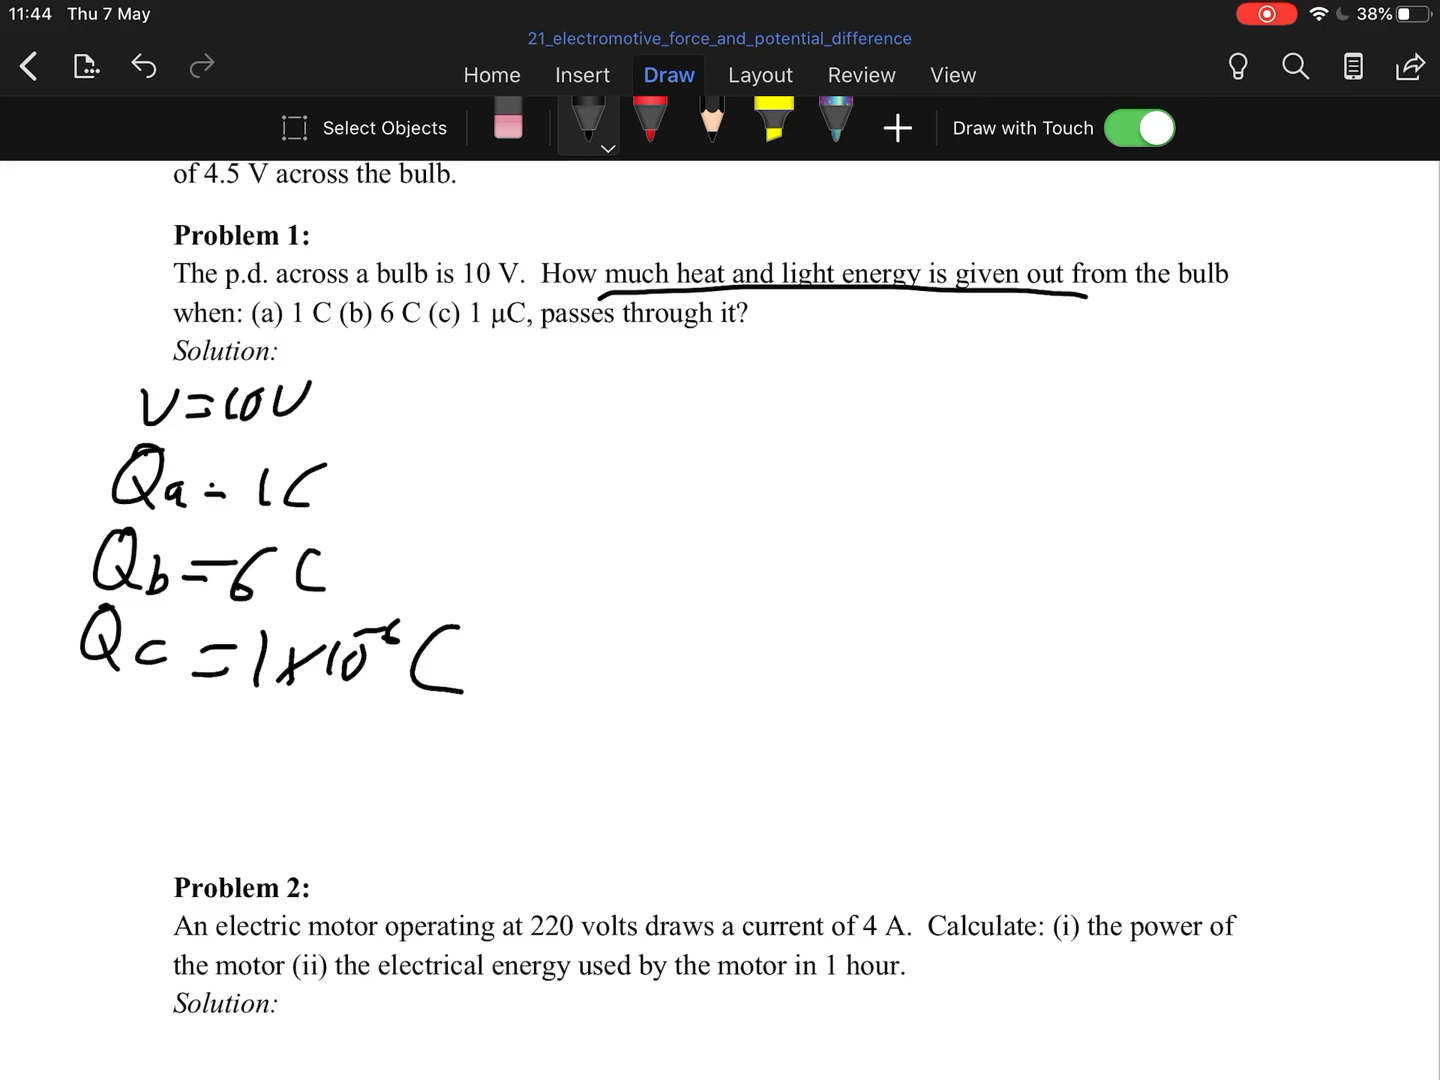 11:44 Thu 7 May 38%
21_electromotive_force_and_potential_difference
Home Insert Draw Layout Review View
Select Objects Draw with Touch
of 4.5 V across the bulb.
Problem 1:
The p.d. across a bulb is 10 V. How much heat and light energy is given out from the bulb
when: (a) 1 C (b) 6 C (c) 1 μC, passes through it?
Solution:
V=10V
Qa = 1C
Qb = 6 C
Qc = 1x10⁻⁶ C
Problem 2:
An electric motor operating at 220 volts draws a current of 4 A. Calculate: (i) the power of
the motor (ii) the electrical energy used by the motor in 1 hour.
Solution: